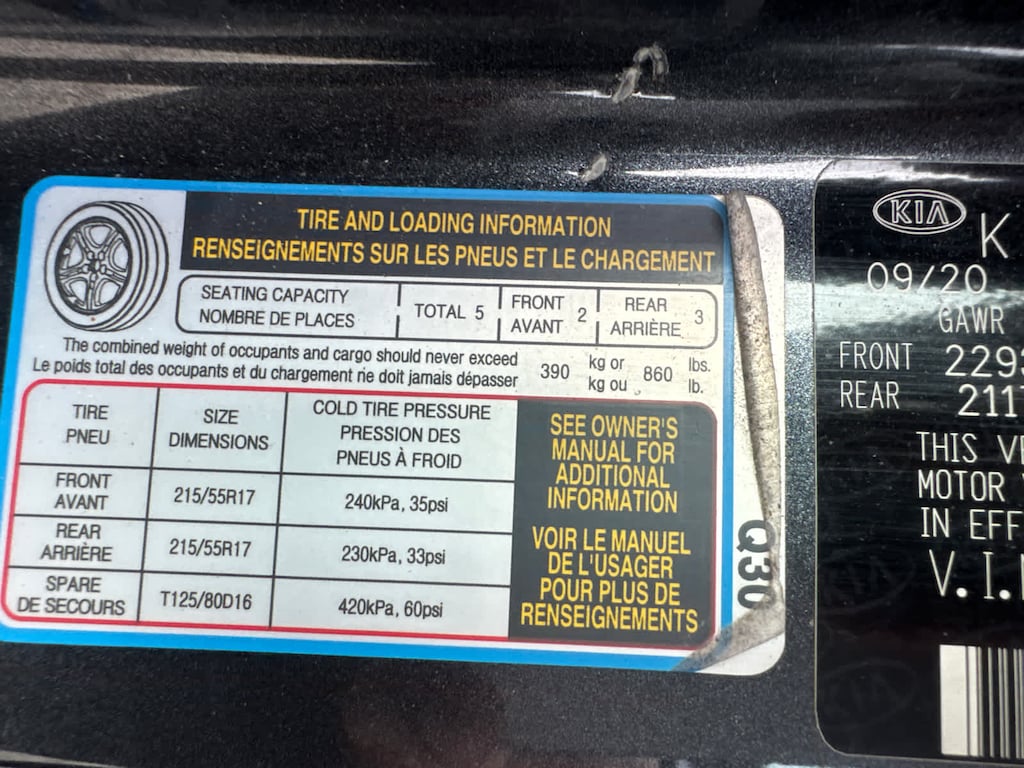 TIRE AND LOADING INFORMATION
RENSEIGNEMENTS SUR LES PNEUS ET LE CHARGEMENT
SEATING CAPACITY
NOMBRE DE PLACES
TOTAL 5
FRONT
AVANT
2
REAR
ARRIÈRE
3
The combined weight of occupants and cargo should never exceed
Le poids total des occupants et du chargement ne doit jamais dépasser
390
kg or
kg ou
860
lbs.
lb.
TIRE
PNEU
SIZE
DIMENSIONS
COLD TIRE PRESSURE
PRESSION DES
PNEUS À FROID
FRONT
AVANT
215/55R17
240kPa, 35psi
REAR
ARRIÈRE
215/55R17
230kPa, 33psi
SPARE
DE SECOURS
T125/80D16
420kPa, 60psi
SEE OWNER'S
MANUAL FOR
ADDITIONAL
INFORMATION
VOIR LE MANUEL
DE L'USAGER
POUR PLUS DE
RENSEIGNEMENTS
KIA
K
09/20
GAWR
FRONT
REAR
THIS
MOTOR
IN